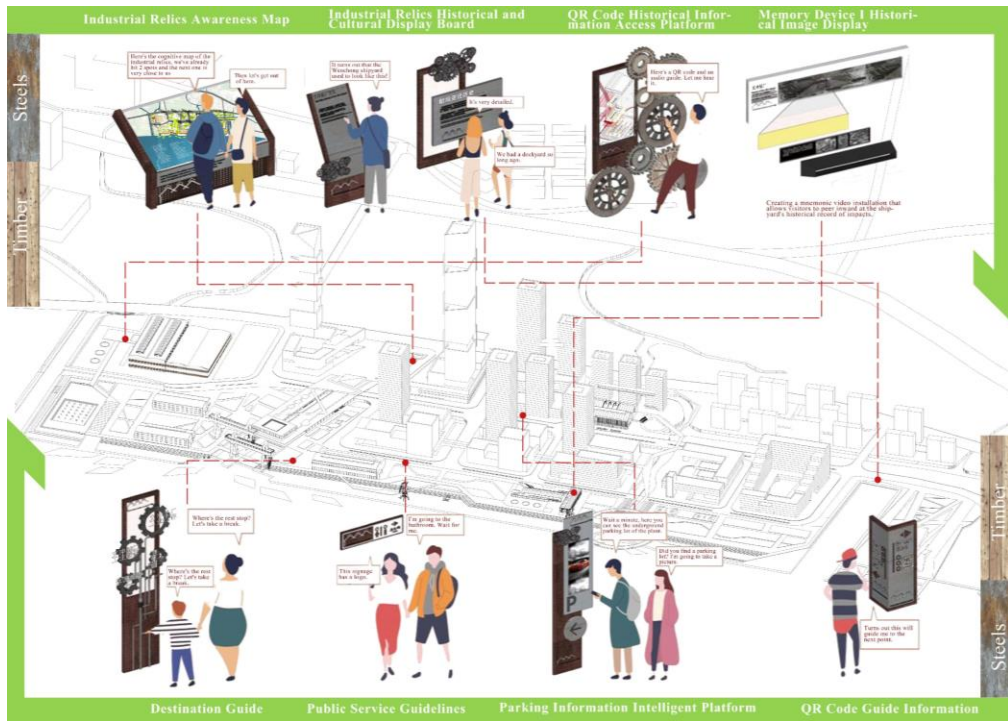 Industrial Relics Awareness Map
Industrial Relics Historical and
Cultural Display Board
QR Code Historical Infor-
mation Access Platform
Memory Device I Histori-
cal Image Display
Steels
Timber
Here's the cognitive map of the
industrial relics, we've already
hit 2 spots and the next one is
very close to us
Then let's get out
of here.
It turns out that the
Wenchong shipyard
used to look like this!
It's very detailed.
We had a dockyard so
long ago.
Here's a QR code and an
audio guide. Let me hear
it.
Creating a mnemonic video installation that
allows visitors to peer inward at the ship-
yard's historical record of impacts.
Where's the rest stop?
Let's take a break.
Where's the rest
stop? Let's take
a break.
I'm going to the
bathroom. Wait for
me.
This signage
has a logo.
Wait a minute, here you
can see the underground
parking lot of the plaza
Did you find a parking
lot? I'm going to take a
picture.
P
Turns out this will
guide me to the
next point.
Timber
Steels
Destination Guide
Public Service Guidelines
Parking Information Intelligent Platform
QR Code Guide Information